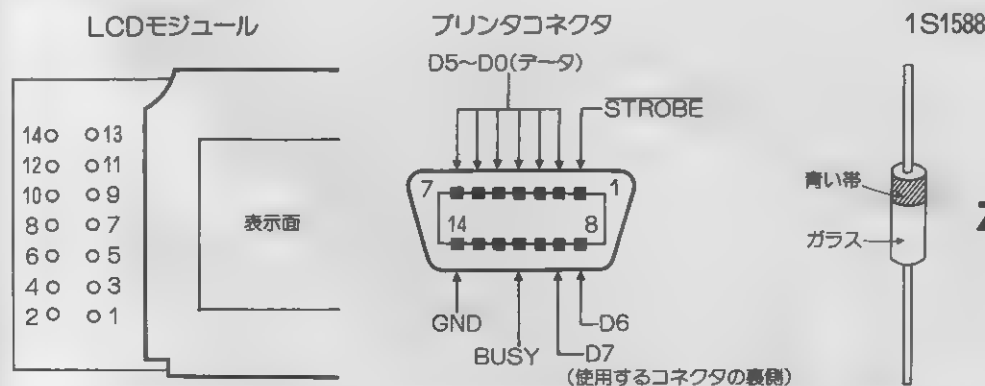 LCDモジュール
14 13
12 11
10 9
8 7
6 5
4 3
2 1
表示面
プリンタコネクタ
D5~D0(データ)
STROBE
7 1
14 8
GND
BUSY
D6
D7
(使用するコネクタの裏側)
1S1588
青い帯
ガラス